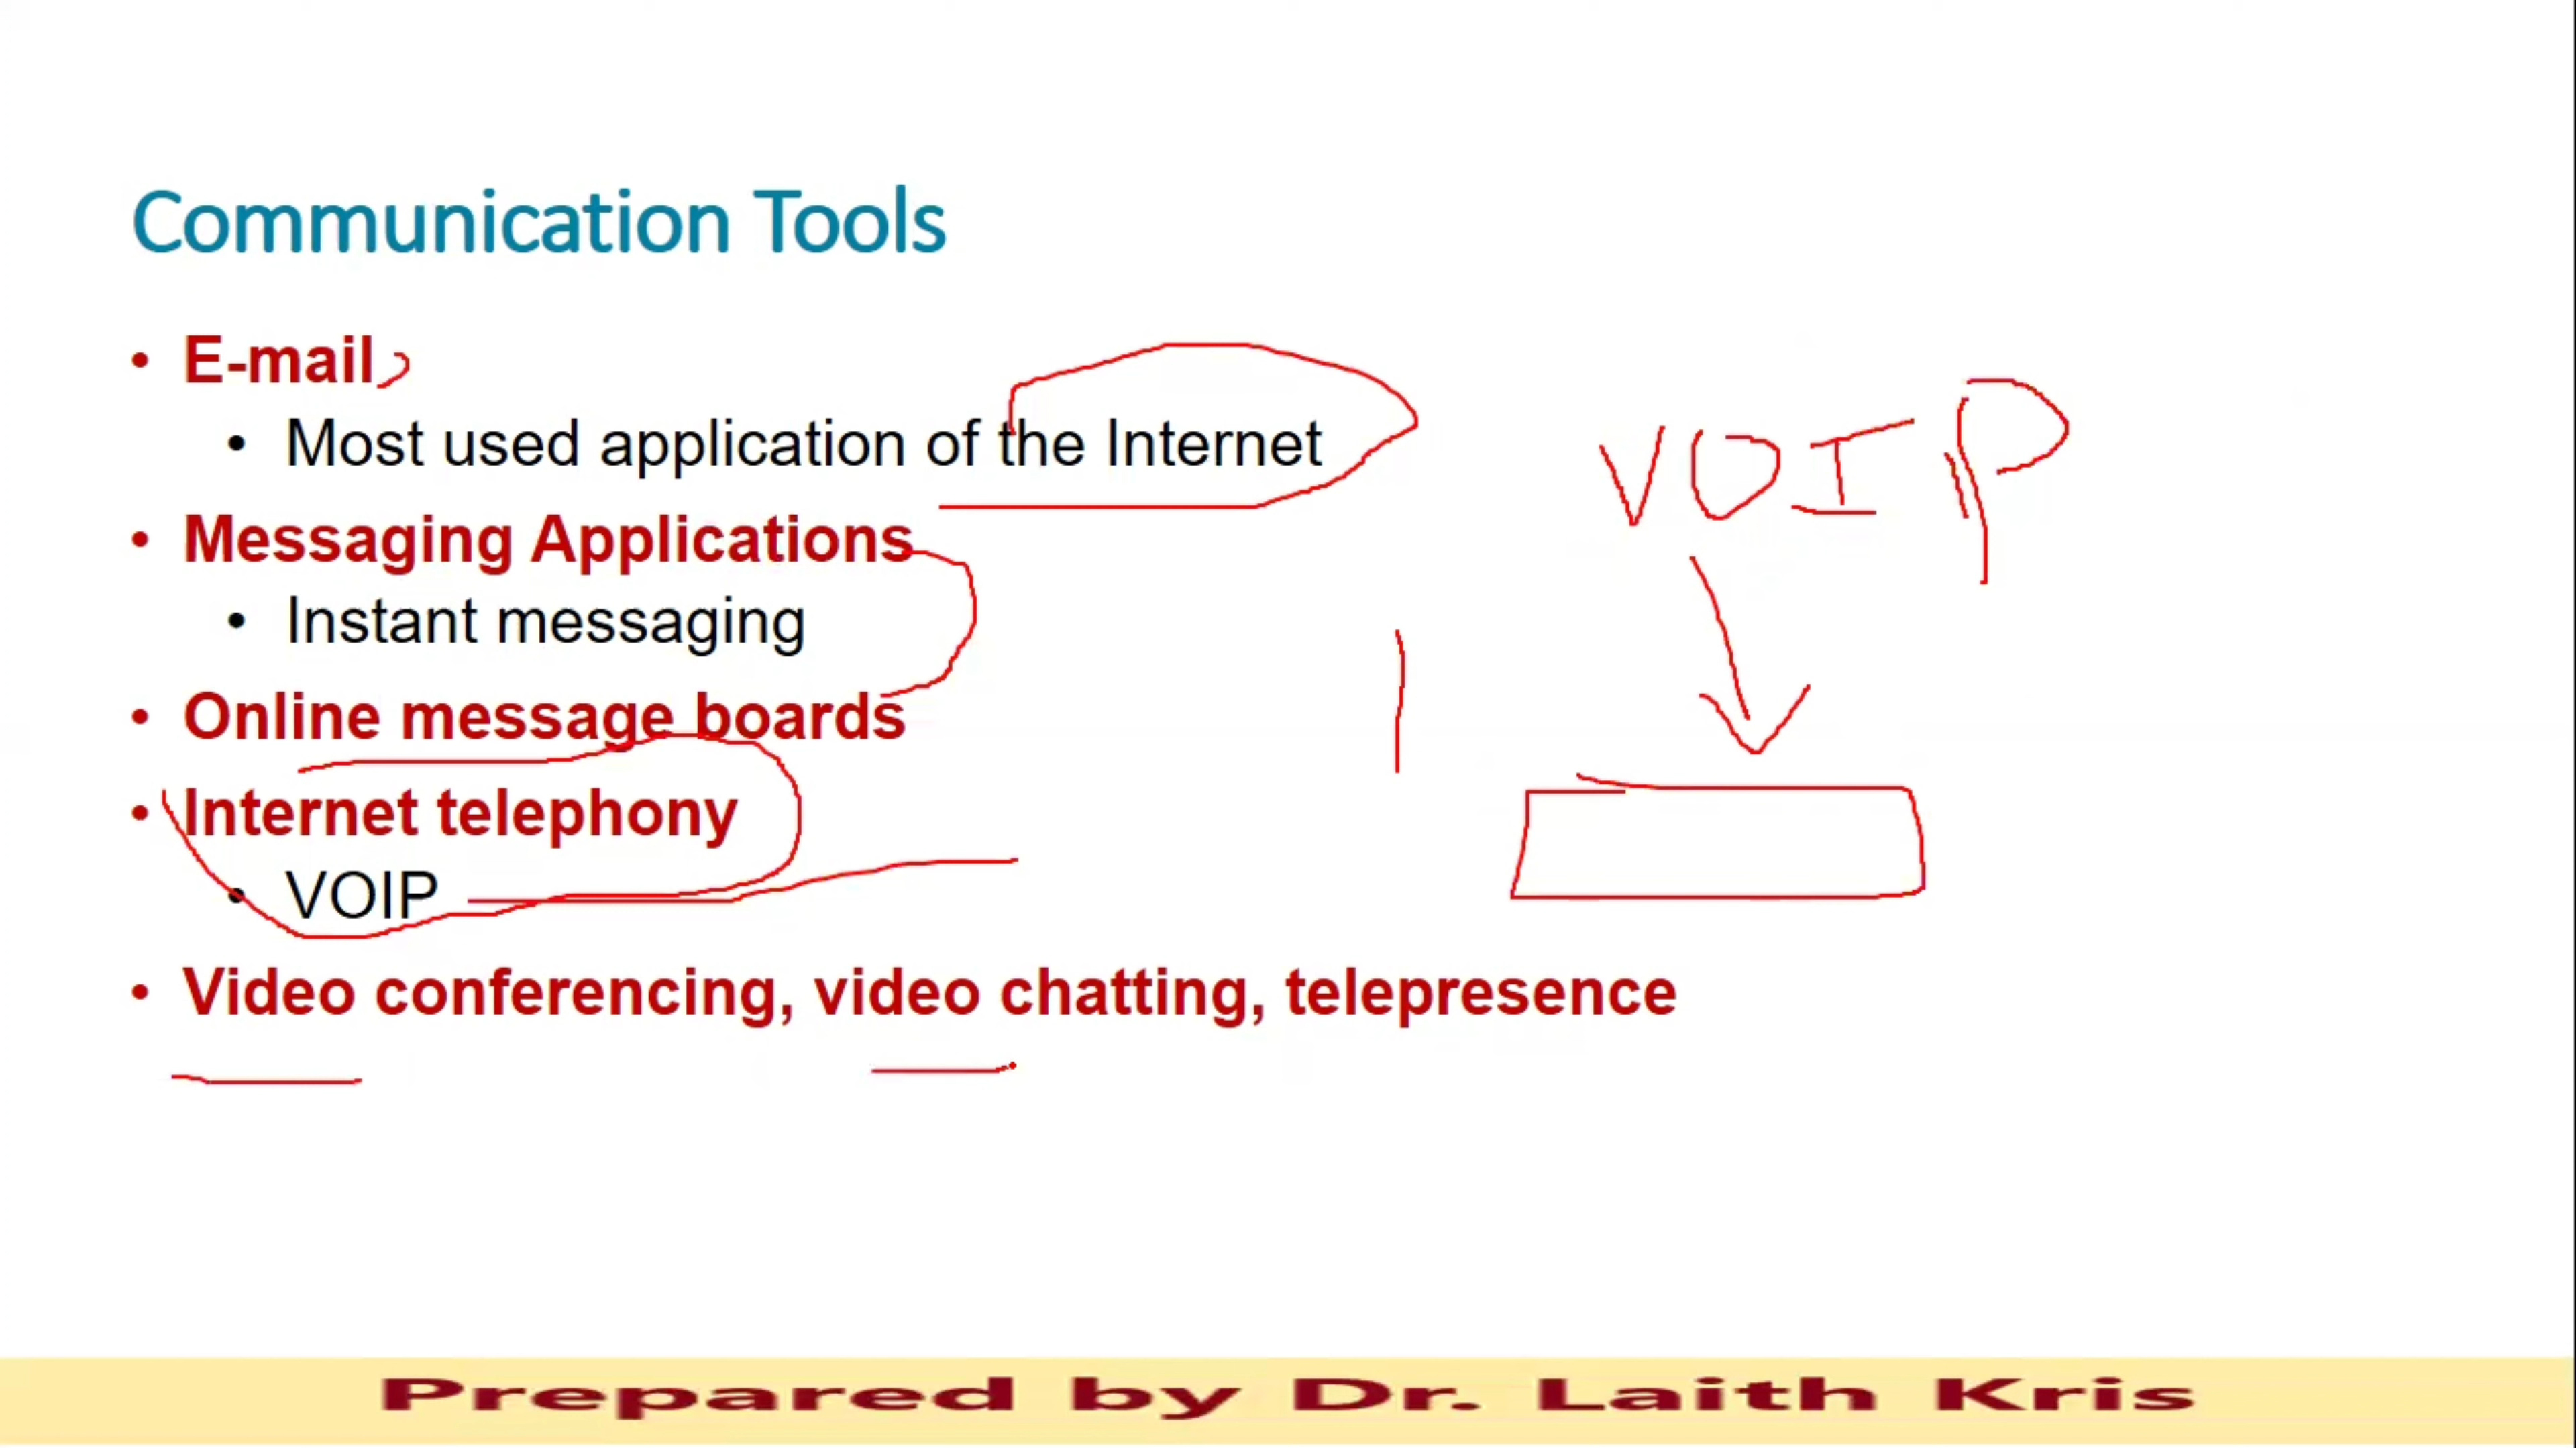 Communication Tools
• E-mail
• Most used application of the Internet
• Messaging Applications
• Instant messaging
• Online message boards
• Internet telephony
• VOIP
• Video conferencing, video chatting, telepresence
VOIP
Prepared by Dr. Laith Kris